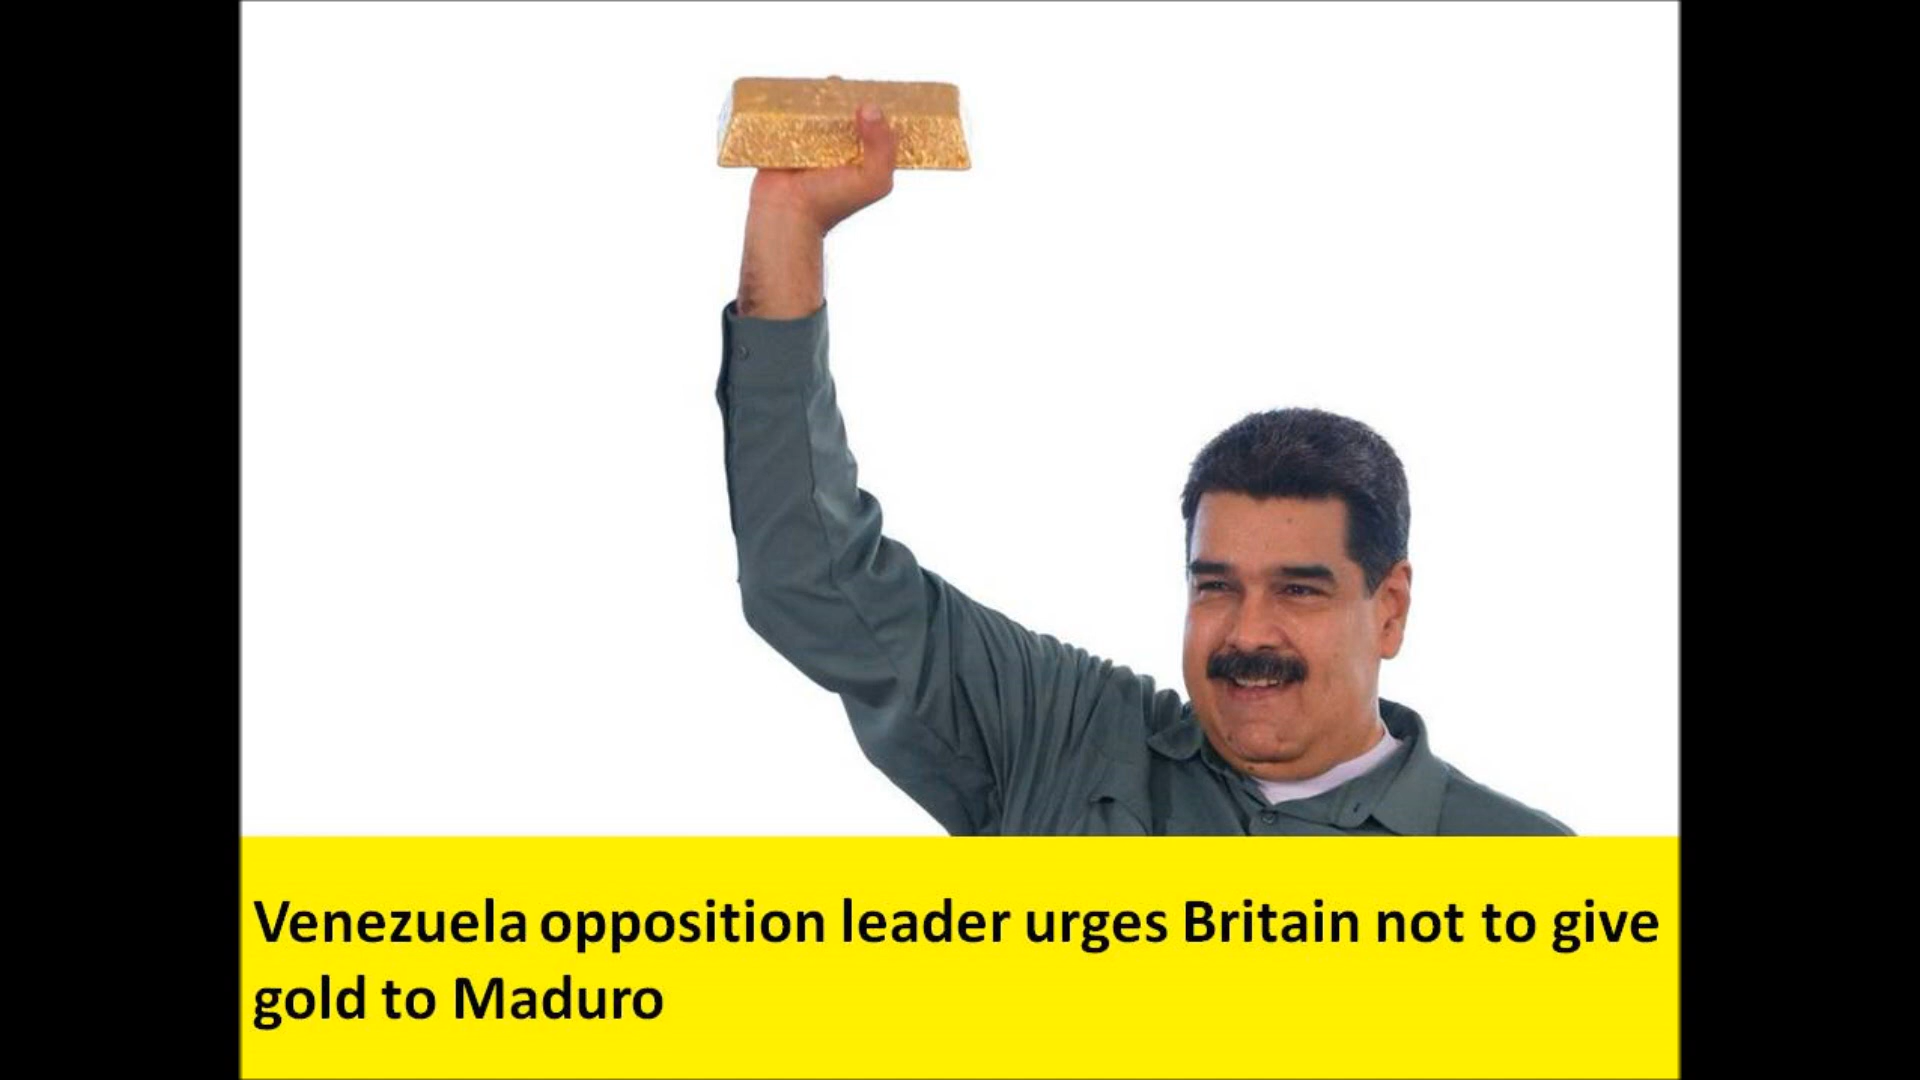 Venezuela opposition leader urges Britain not to give
gold to Maduro